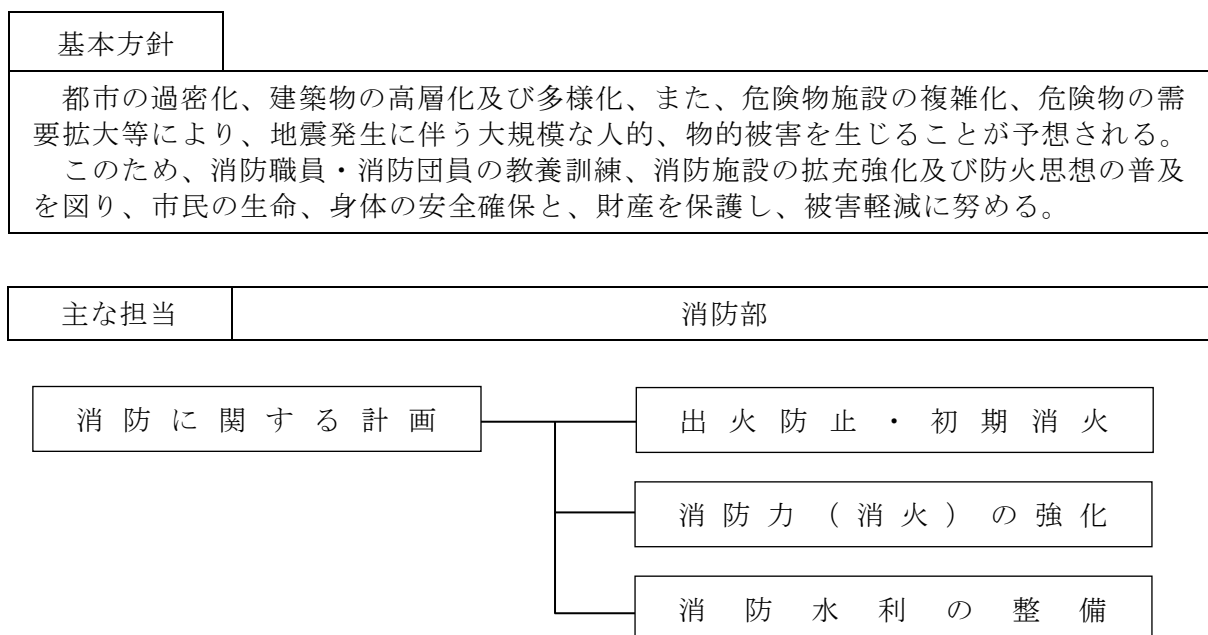 基本方針
都市の過密化、建築物の高層化及び多様化、また、危険物施設の複雑化、危険物の需
要拡大等により、地震発生に伴う大規模な人的、物的被害を生じることが予想される。
このため、消防職員・消防団員の教養訓練、消防施設の拡充強化及び防火思想の普及
を図り、市民の生命、身体の安全確保と、財産を保護し、被害軽減に努める。
主な担当
消防部
消防に関する計画
出火防止・初期消火
消防力（消火）の強化
消防水利の整備